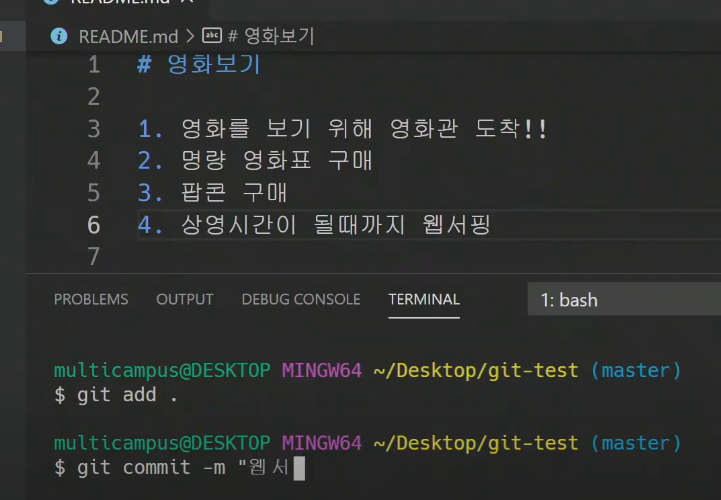 README.md
README.md > # 영화보기
1 # 영화보기
2
3 1. 영화를 보기 위해 영화관 도착!!
4 2. 명량 영화표 구매
5 3. 팝콘 구매
6 4. 상영시간이 될때까지 웹서핑
7
PROBLEMS OUTPUT DEBUG CONSOLE TERMINAL 1: bash
multicampus@DESKTOP MINGW64 ~/Desktop/git-test (master)
$ git add .
multicampus@DESKTOP MINGW64 ~/Desktop/git-test (master)
$ git commit -m "웹서